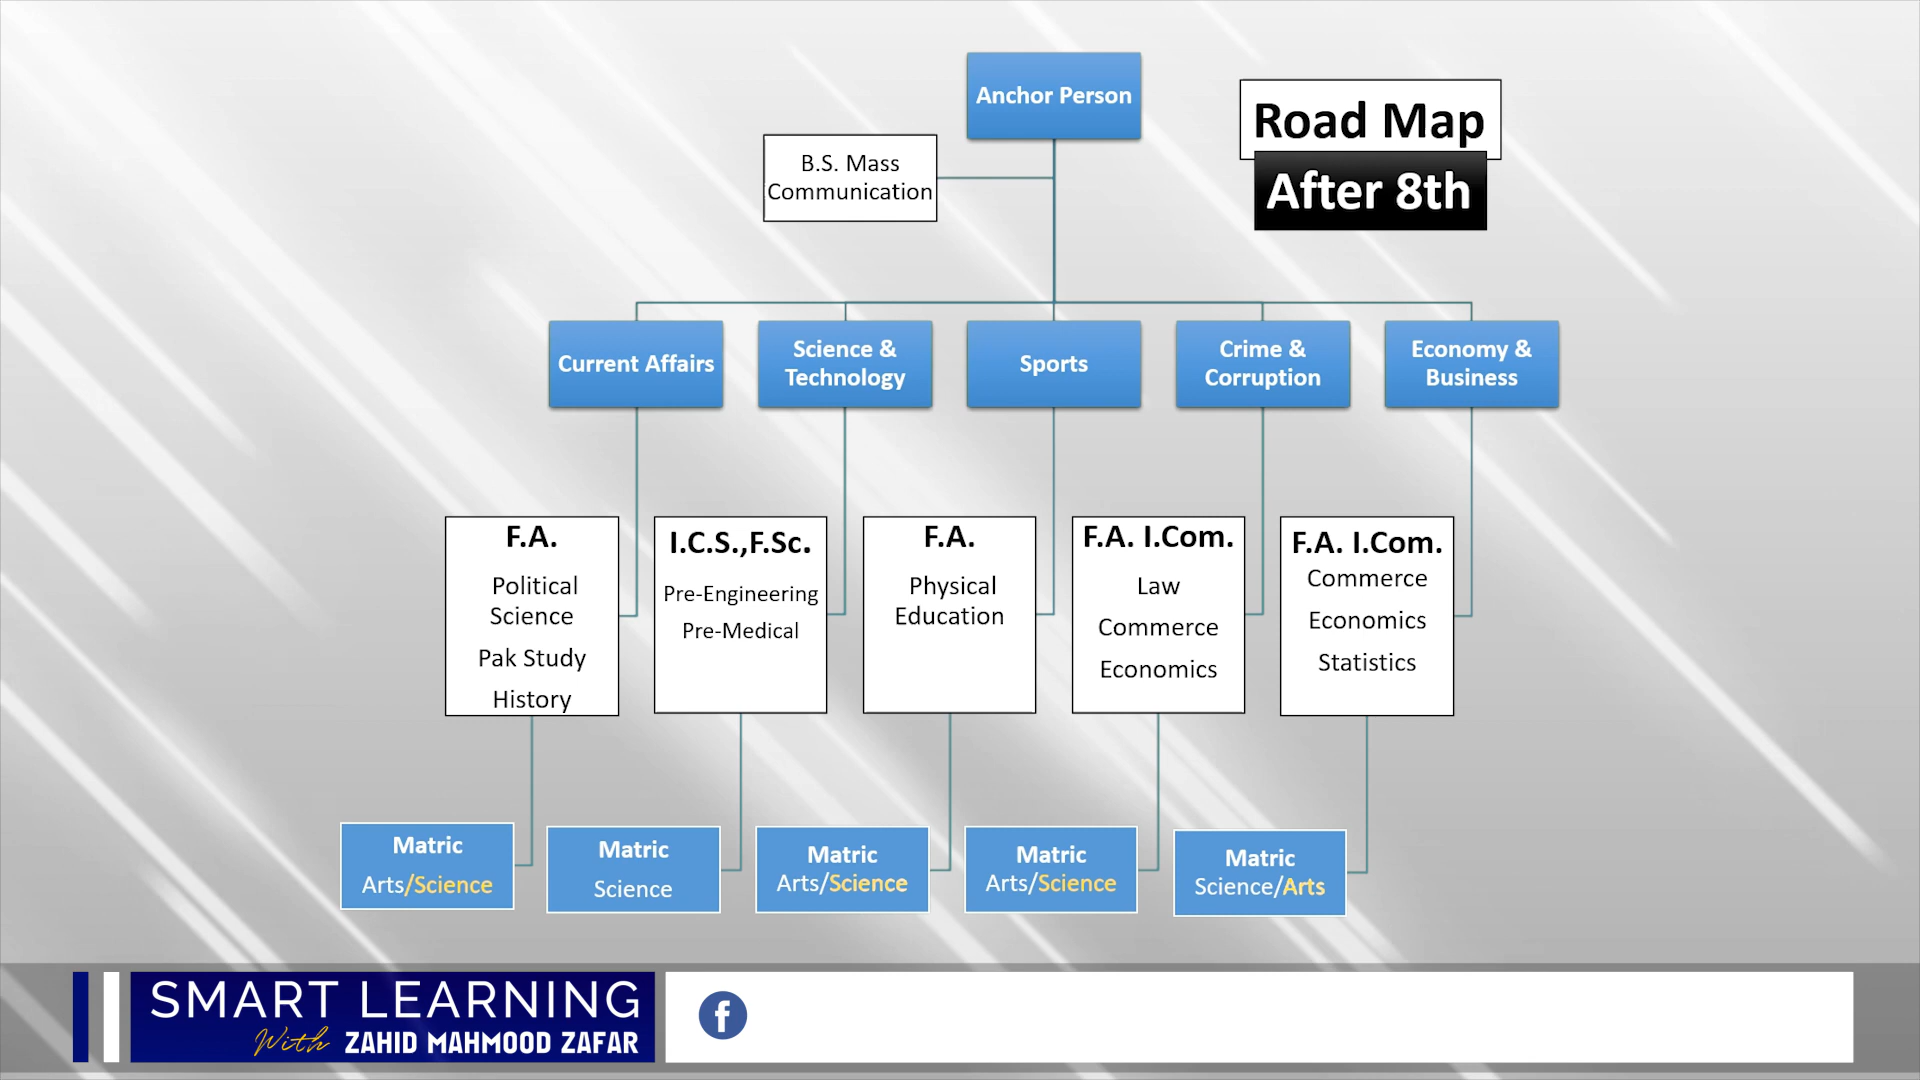 Anchor Person
Road Map
After 8th
B.S. Mass
Communication
Current Affairs
Science &
Technology
Sports
Crime &
Corruption
Economy &
Business
F.A.
Political
Science
Pak Study
History
I.C.S.,F.Sc.
Pre-Engineering
Pre-Medical
F.A.
Physical
Education
F.A. I.Com.
Law
Commerce
Economics
F.A. I.Com.
Commerce
Economics
Statistics
Matric
Arts/Science
Matric
Science
Matric
Arts/Science
Matric
Arts/Science
Matric
Science/Arts
SMART LEARNING
With ZAHID MAHMOOD ZAFAR
f